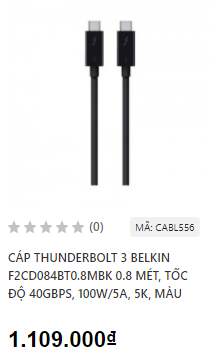 (0)
MÃ: CABL556
CÁP THUNDERBOLT 3 BELKIN
F2CD084BT0.8MBK 0.8 MÉT, TỐC
ĐỘ 40GBPS, 100W/5A, 5K, MÀU
1.109.000₫